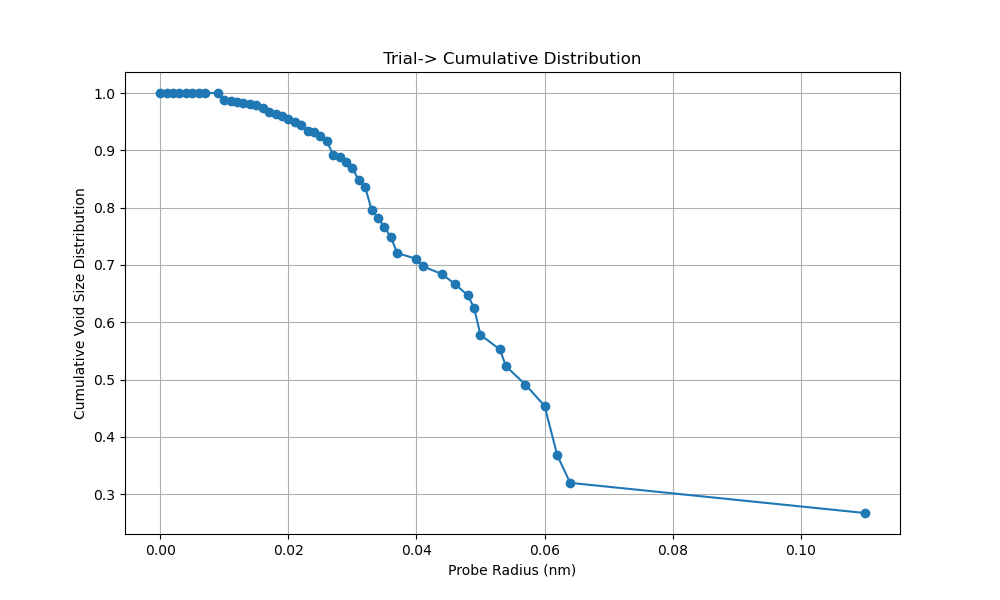 Trial-> Cumulative Distribution
Cumulative Void Size Distribution
1.0
0.9
0.8
0.7
0.6
0.5
0.4
0.3
0.00 0.02 0.04 0.06 0.08 0.10
Probe Radius (nm)